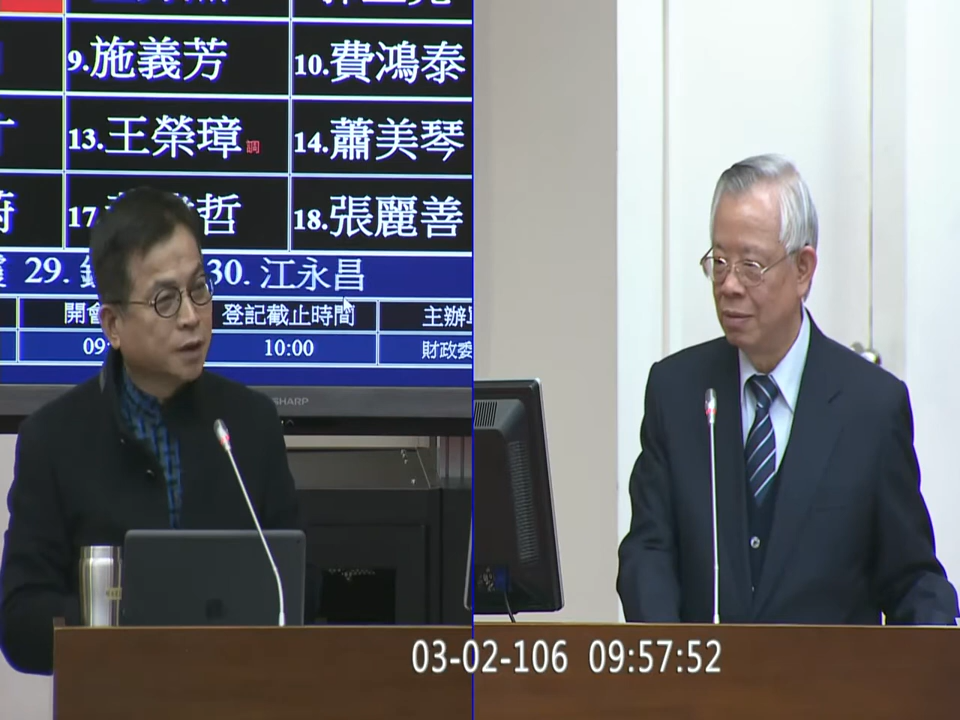 9.施義芳 10.費鴻泰
13.王榮璋調 14.蕭美琴
17. 哲 18.張麗善
29. 30.江永昌
開會 登記截止時間 主辦
09: 10:00 財政委
SHARP
03-02-106 09:57:52